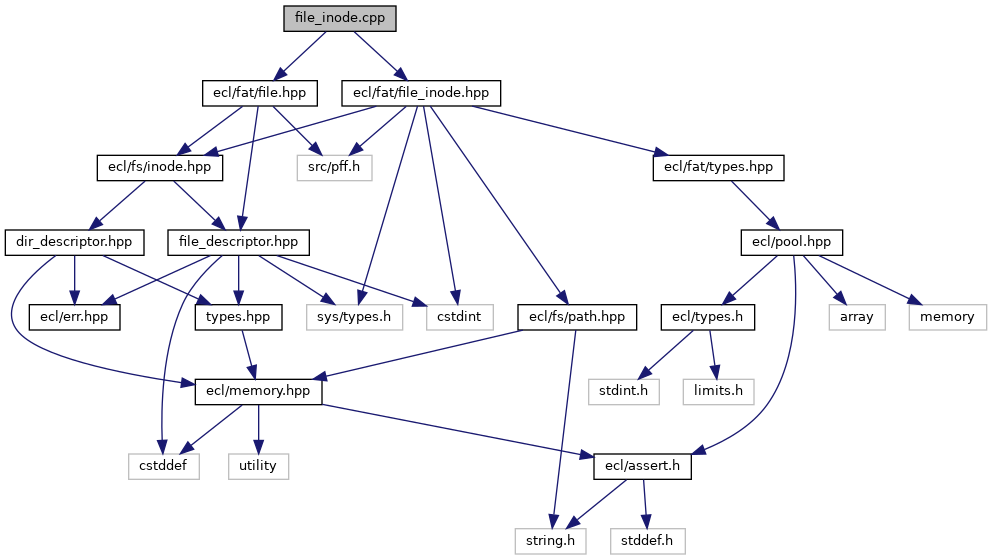 file_inode.cpp
ecl/fat/file.hpp
ecl/fat/file_inode.hpp
ecl/fs/inode.hpp
src/pff.h
ecl/fat/types.hpp
dir_descriptor.hpp
file_descriptor.hpp
ecl/pool.hpp
ecl/err.hpp
types.hpp
sys/types.h
cstdint
ecl/fs/path.hpp
ecl/types.h
array
memory
ecl/memory.hpp
stdint.h
limits.h
cstddef
utility
ecl/assert.h
string.h
stddef.h